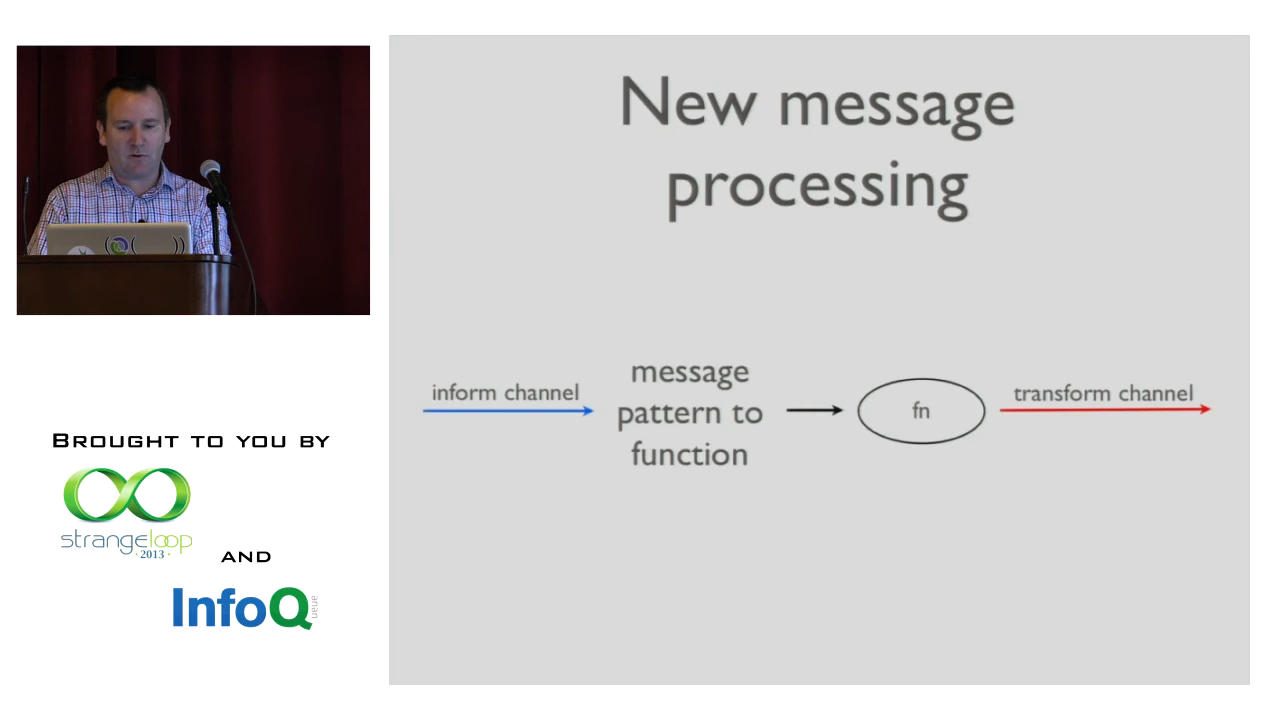 New message
processing
inform channel
message
pattern to
function
fn
transform channel
BROUGHT TO YOU BY
strangeloop
· 2013 ·
AND
InfoQ